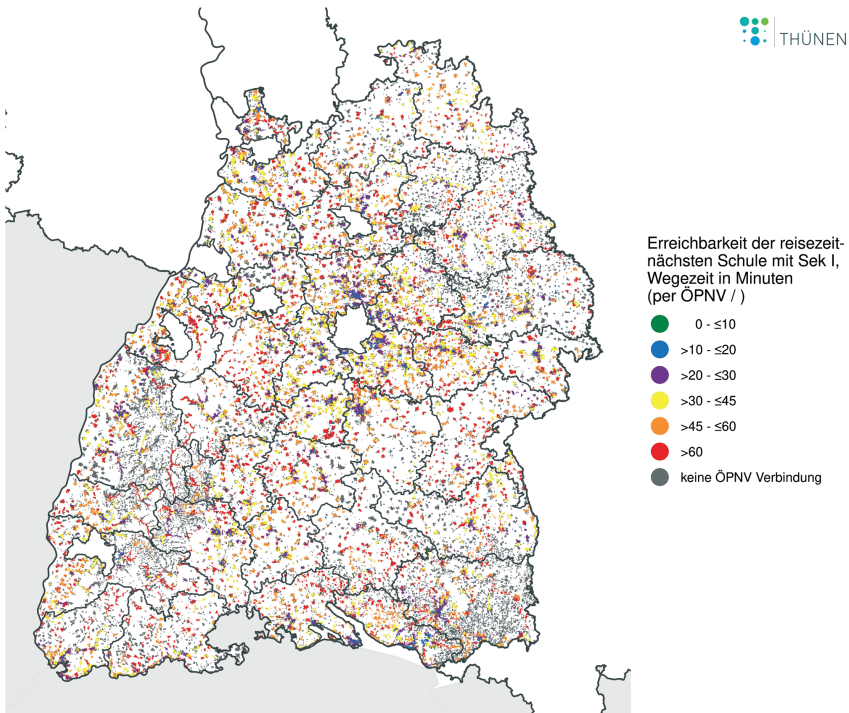 THÜNEN
Erreichbarkeit der reisezeit-
nächsten Schule mit Sek I,
Wegezeit in Minuten
(per ÖPNV / )
0 - ≤10
>10 - ≤20
>20 - ≤30
>30 - ≤45
>45 - ≤60
>60
keine ÖPNV Verbindung